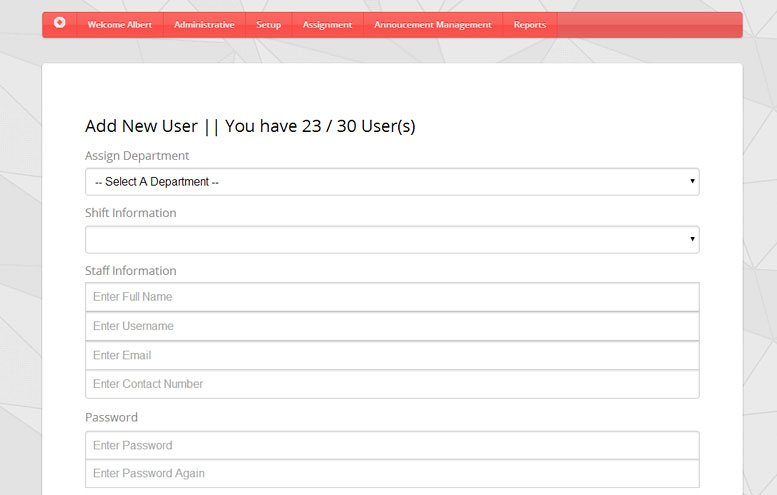 Welcome Albert Administrative Setup Assignment Annoucement Management Reports
Add New User || You have 23 / 30 User(s)
Assign Department
-- Select A Department --
Shift Information
Staff Information
Enter Full Name
Enter Username
Enter Email
Enter Contact Number
Password
Enter Password
Enter Password Again